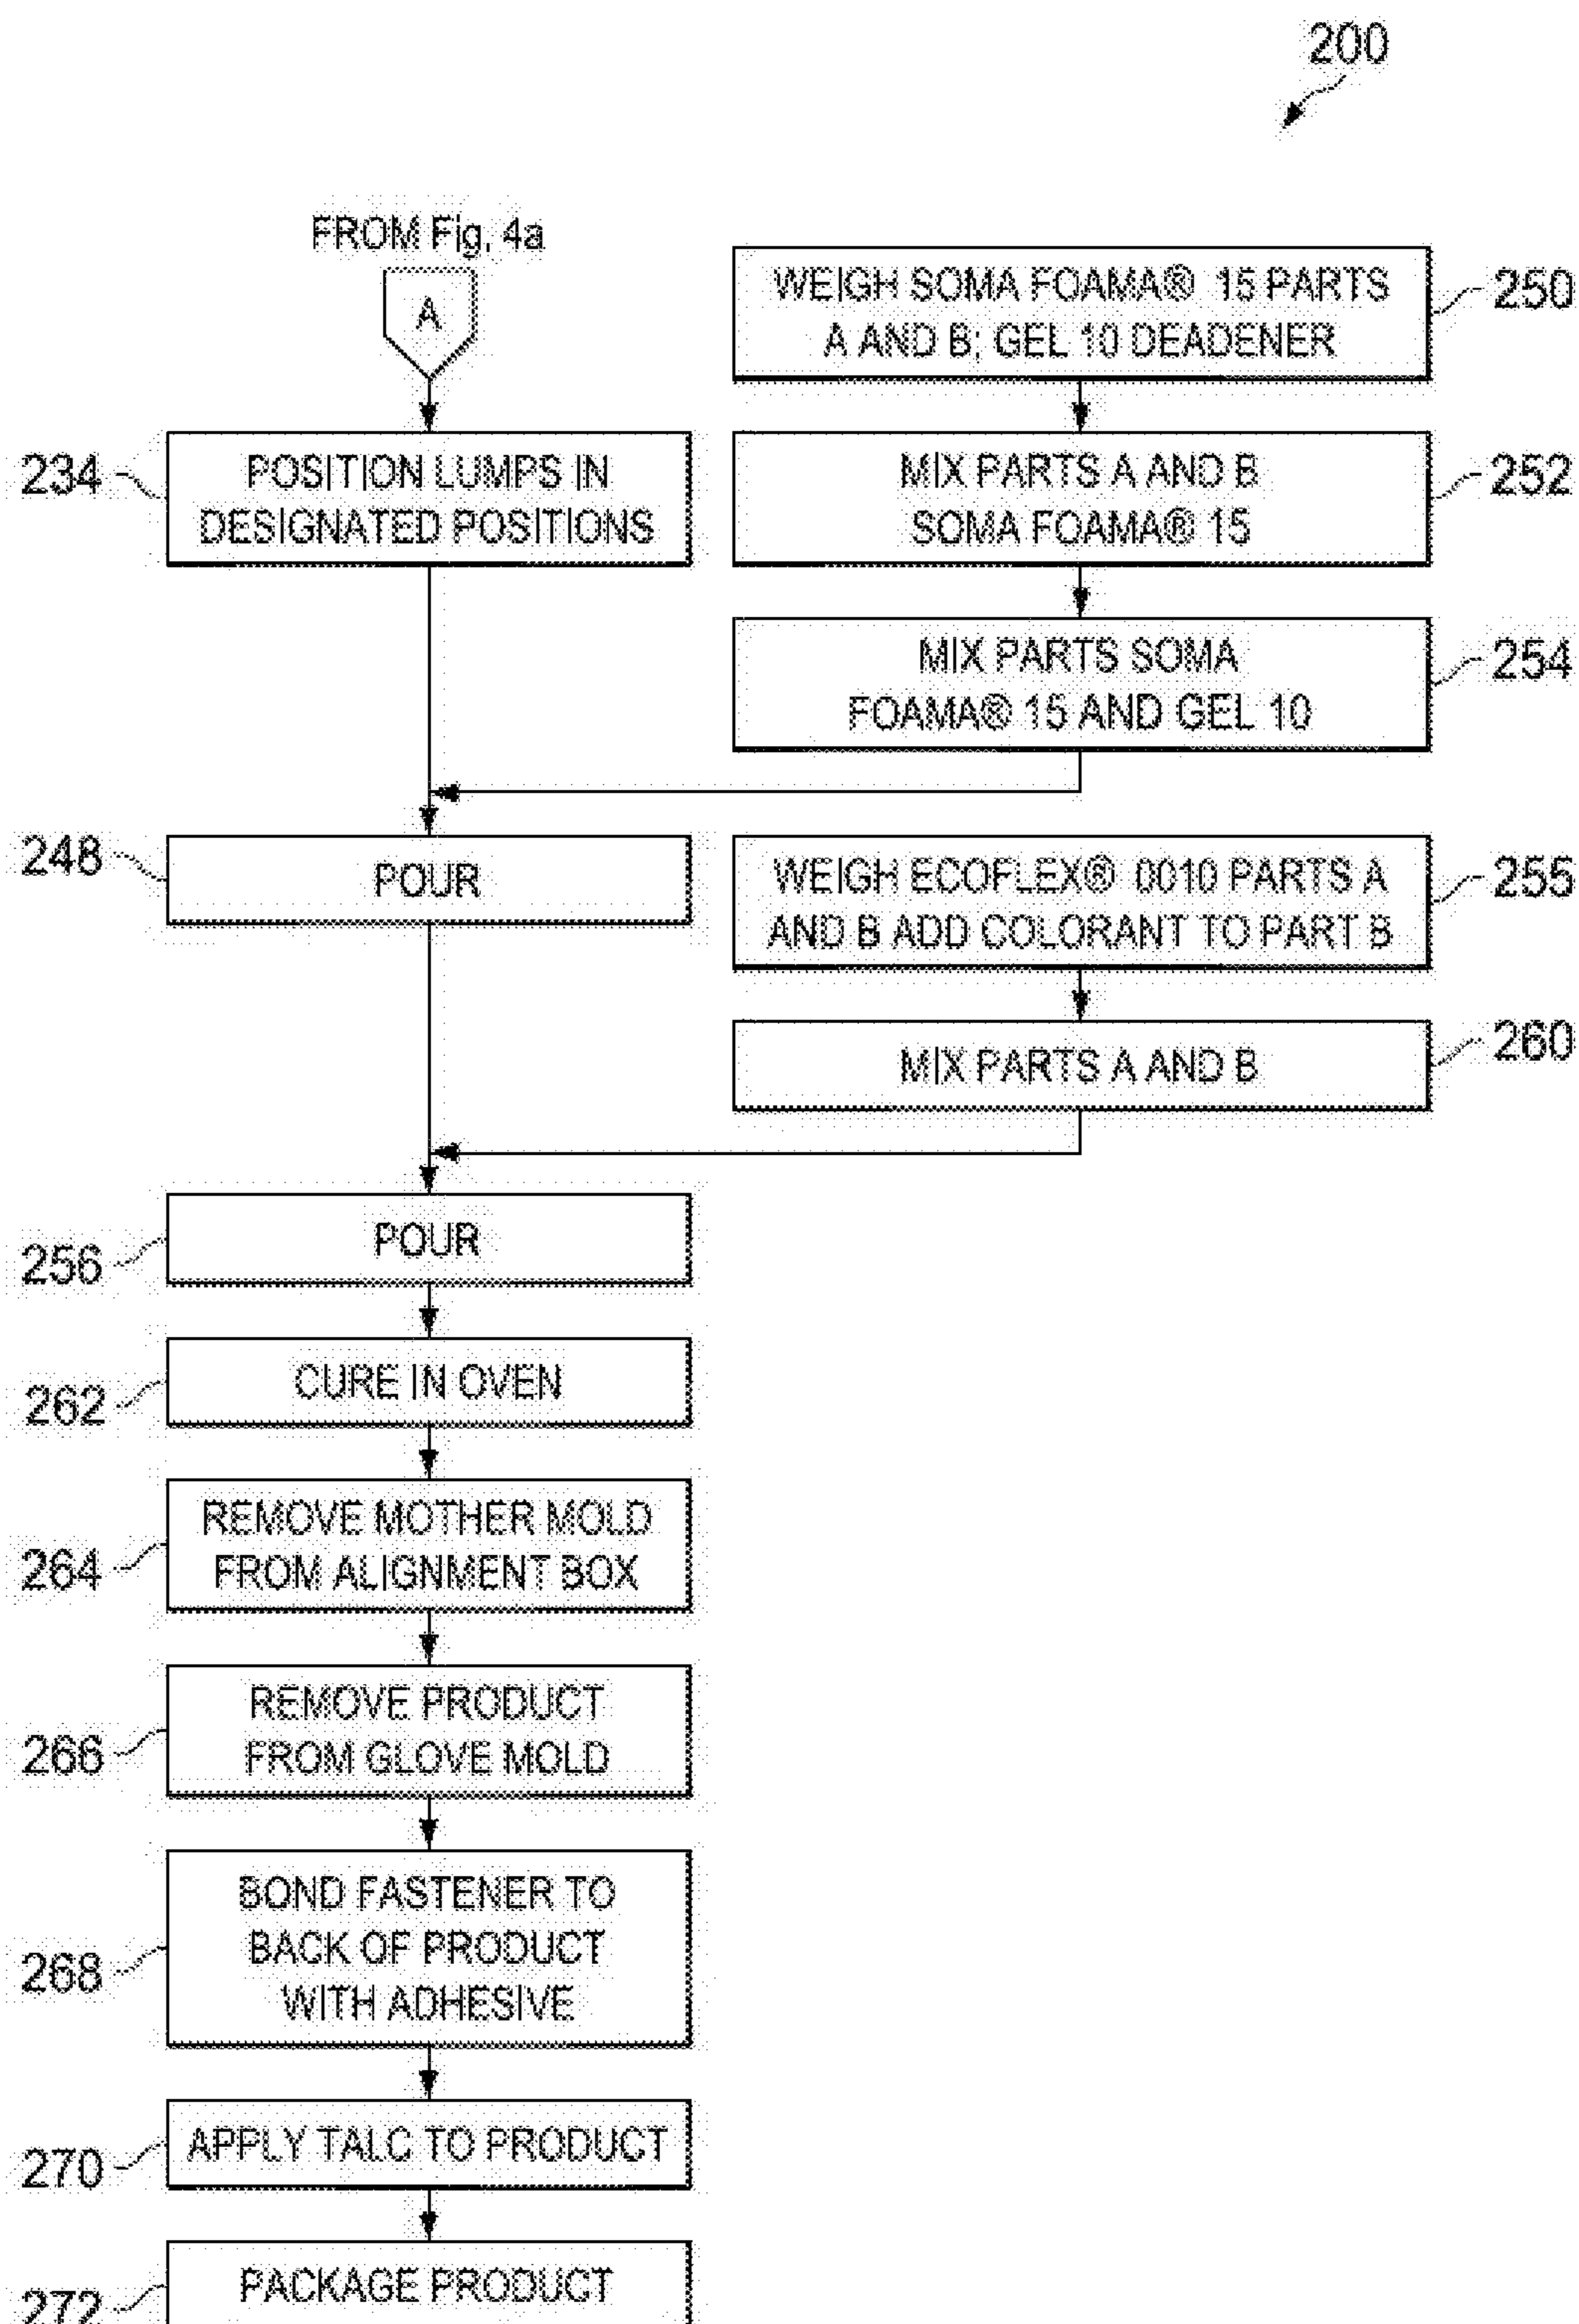 200
FROM Fig. 4a
A
WEIGH SOMA FOAMA® 15 PARTS
A AND B; GEL 10 DEADENER
250
234
POSITION LUMPS IN
DESIGNATED POSITIONS
MIX PARTS A AND B
SOMA FOAMA® 15
252
MIX PARTS SOMA
FOAMA® 15 AND GEL 10
254
248
POUR
WEIGH ECOFLEX® 0010 PARTS A
AND B ADD COLORANT TO PART B
255
MIX PARTS A AND B
260
256
POUR
262
CURE IN OVEN
264
REMOVE MOTHER MOLD
FROM ALIGNMENT BOX
266
REMOVE PRODUCT
FROM GLOVE MOLD
268
BOND FASTENER TO
BACK OF PRODUCT
WITH ADHESIVE
270
APPLY TALC TO PRODUCT
272
PACKAGE PRODUCT